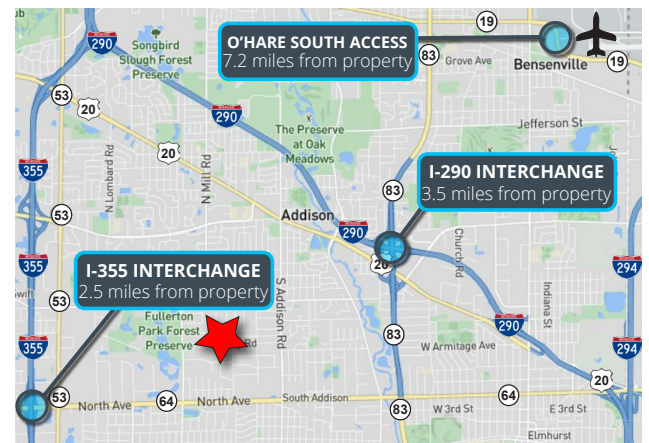 19
O'HARE SOUTH ACCESS
7.2 miles from property
290
Songbird
Slough Forest
Preserve
83
Grove Ave
Bensenville
19
53
20
290
The Preserve
at Oak
Meadows
Jefferson St
355
N Lombard Rd
20
N Mill Rd
I-290 INTERCHANGE
3.5 miles from property
83
53
Addison
290
20
Church Rd
I-355 INTERCHANGE
2.5 miles from property
355
294
53
S Addison Rd
Indiana St
Fullerton
Park Forest
Preserve
Rd
290
355
83
W Armitage Ave
294
20
53
North Ave
64
North Ave
South Addison
83
W 3rd St
64
E 3rd St
Elmhurst